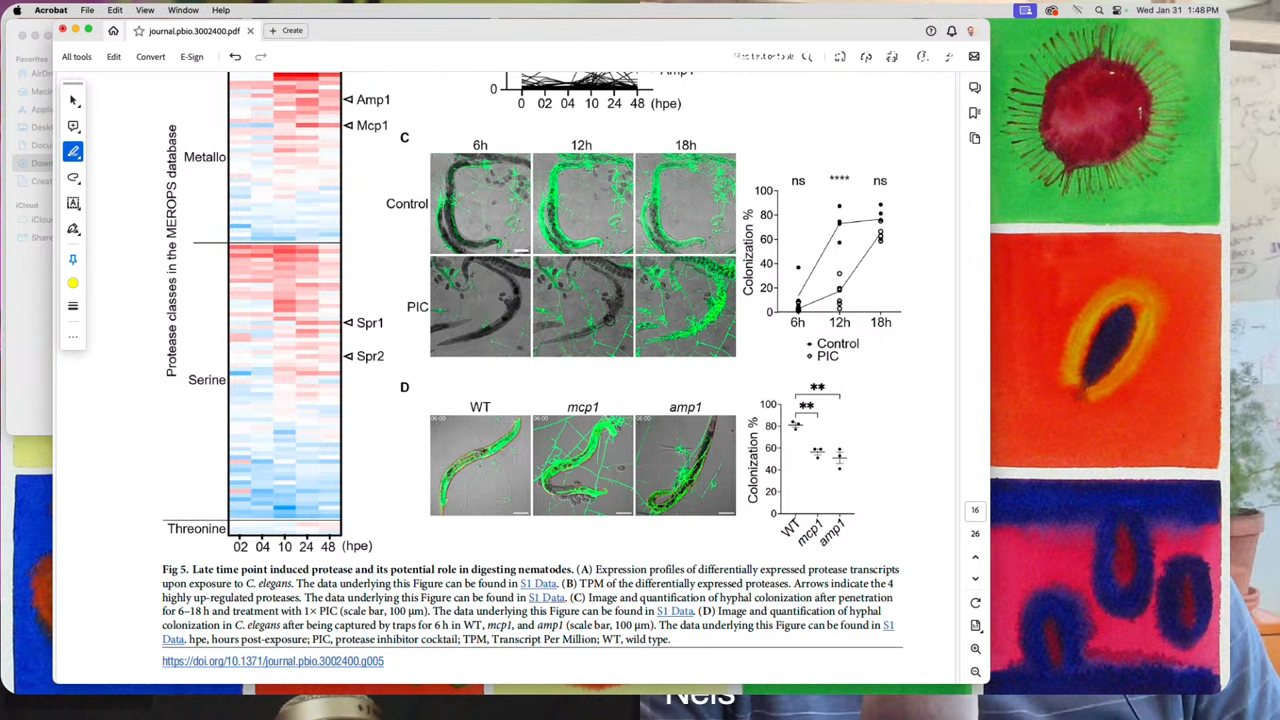 Acrobat File Edit View Window Help
Wed Jan 31 1:48PM
journal.pbio.3002400.pdf
Create
Favorites
All tools Edit Convert E-Sign
iCloud
Protease classes in the MEROPS database
Metallo
Serine
Threonine
Amp1
Mcp1
Spr1
Spr2
02 04 10 24 48 (hpe)
Amp1
0
0 02 04 10 24 48 (hpe)
C
6h 12h 18h
Control
PIC
Colonization %
100
80
60
40
20
0
ns **** ns
6h 12h 18h
Control
PIC
D
WT mcp1 amp1
Colonization %
100
80
60
40
20
0
**
**
WT mcp1 amp1
Fig 5. Late time point induced protease and its potential role in digesting nematodes. (A) Expression profiles of differentially expressed protease transcripts
upon exposure to C. elegans. The data underlying this Figure can be found in S1 Data. (B) TPM of the differentially expressed proteases. Arrows indicate the 4
highly up-regulated proteases. The data underlying this Figure can be found in S1 Data. (C) Image and quantification of hyphal colonization after penetration
for 6–18 h and treatment with 1× PIC (scale bar, 100 μm). The data underlying this Figure can be found in S1 Data. (D) Image and quantification of hyphal
colonization in C. elegans after being captured by traps for 6 h in WT, mcp1, and amp1 (scale bar, 100 μm). The data underlying this Figure can be found in S1
Data. hpe, hours post-exposure; PIC, protease inhibitor cocktail; TPM, Transcript Per Million; WT, wild type.
https://doi.org/10.1371/journal.pbio.3002400.g005
16
26